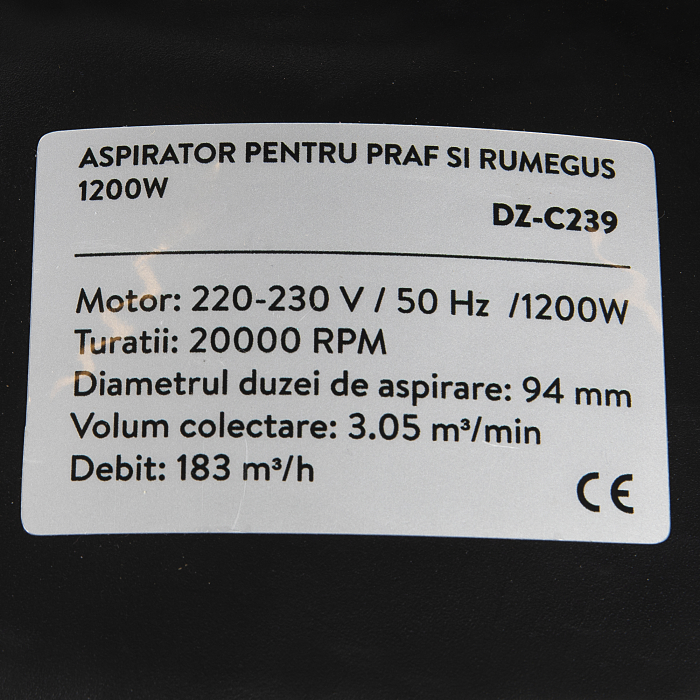 ASPIRATOR PENTRU PRAF SI RUMEGUS
1200W
DZ-C239
Motor: 220-230 V / 50 Hz /1200W
Turatii: 20000 RPM
Diametrul duzei de aspirare: 94 mm
Volum colectare: 3.05 m³/min
Debit: 183 m³/h
CE